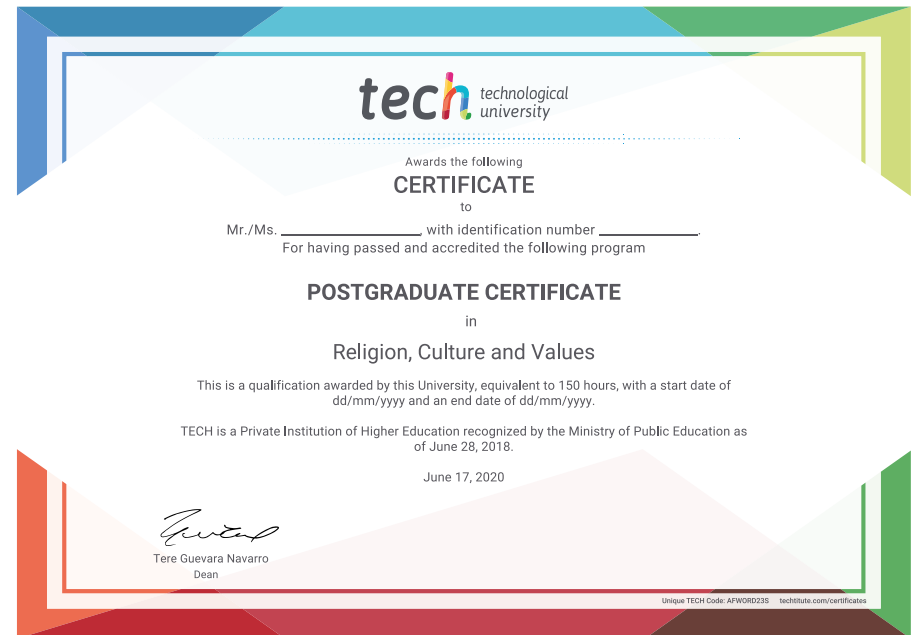 tech technological
university
Awards the following
CERTIFICATE
to
Mr./Ms. ____________, with identification number ____________.
For having passed and accredited the following program
POSTGRADUATE CERTIFICATE
in
Religion, Culture and Values
This is a qualification awarded by this University, equivalent to 150 hours, with a start date of
dd/mm/yyyy and an end date of dd/mm/yyyy.
TECH is a Private Institution of Higher Education recognized by the Ministry of Public Education as
of June 28, 2018.
June 17, 2020
Tere Guevara Navarro
Dean
Unique TECH Code: AFWORD23S techtitute.com/certificates